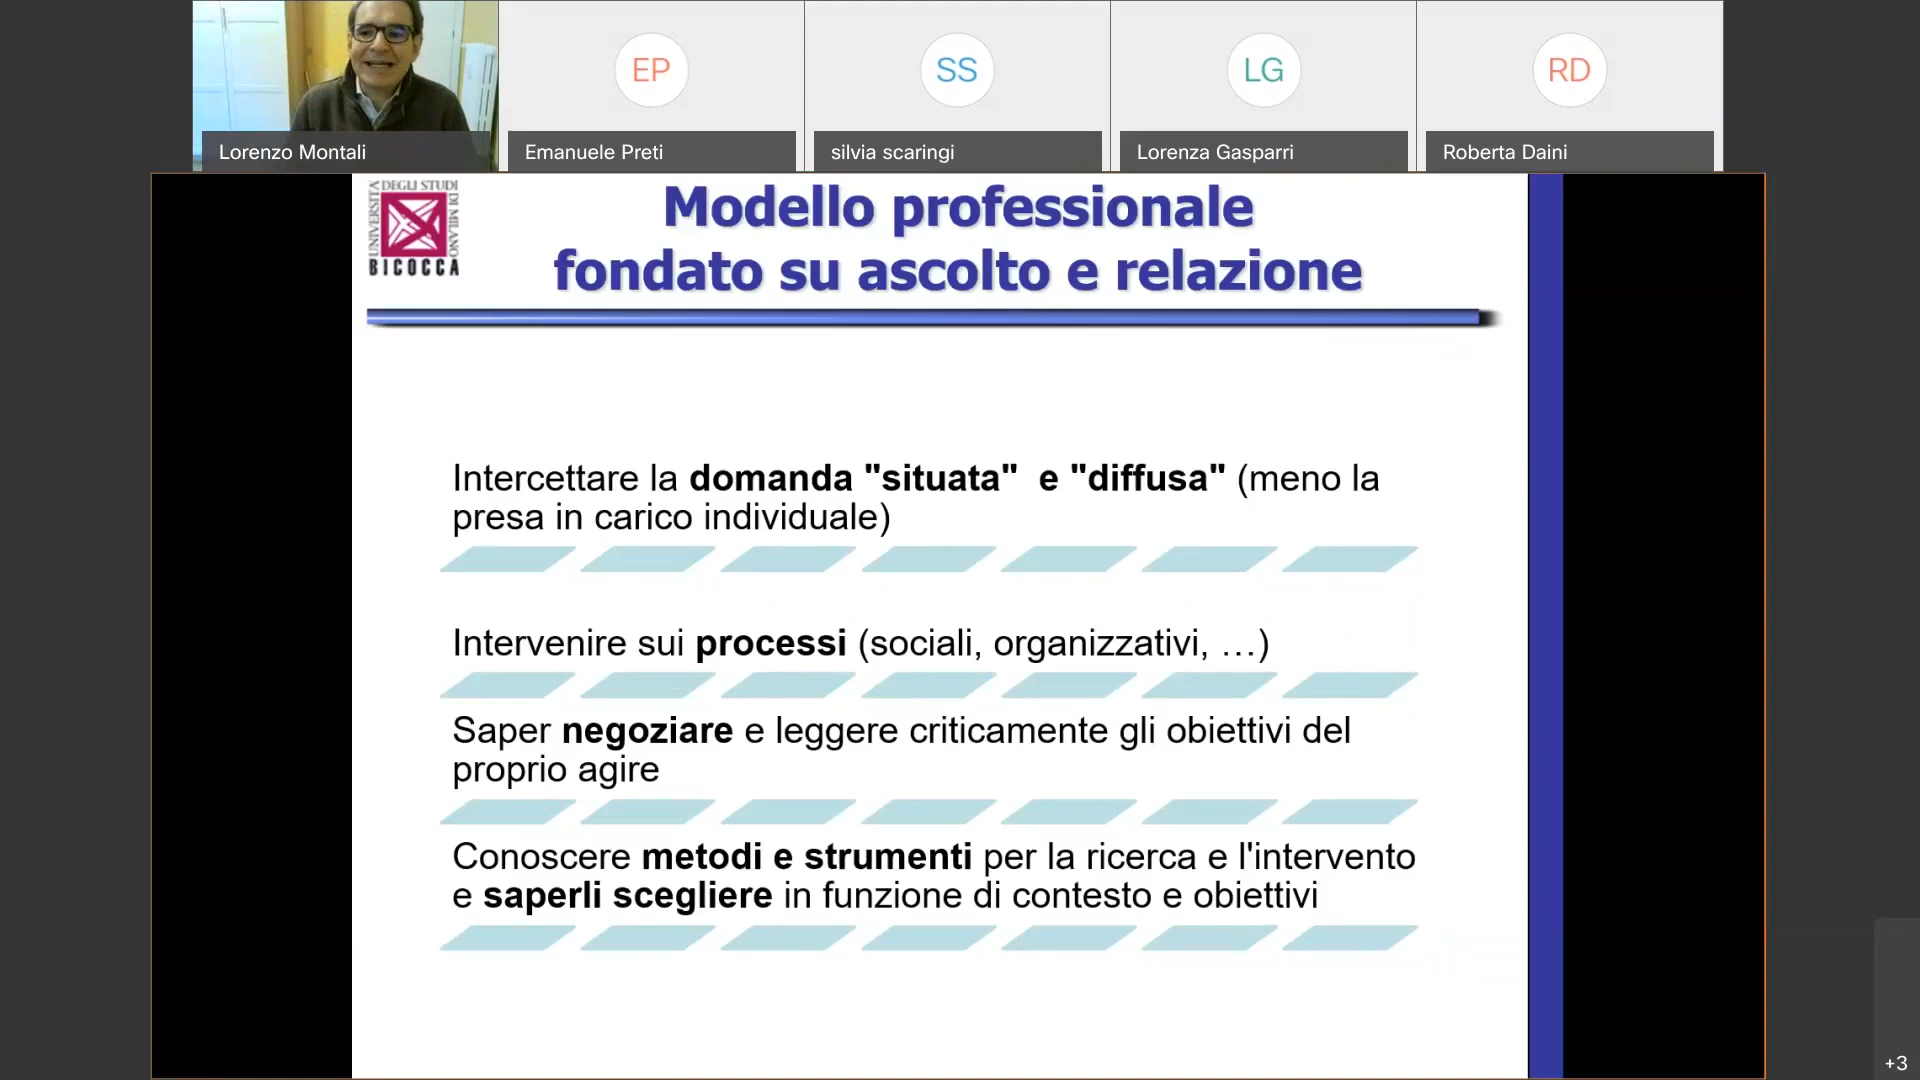 EP
SS
LG
RD
Lorenzo Montali
Emanuele Preti
silvia scaringi
Lorenza Gasparri
Roberta Daini
UNIVERSITÀ
DEGLI STUDI
DI MILANO
BICOCCA
Modello professionale
fondato su ascolto e relazione
Intercettare la domanda "situata"  e "diffusa" (meno la
presa in carico individuale)
Intervenire sui processi (sociali, organizzativi, …)
Saper negoziare e leggere criticamente gli obiettivi del
proprio agire
Conoscere metodi e strumenti per la ricerca e l'intervento
e saperli scegliere in funzione di contesto e obiettivi
+3